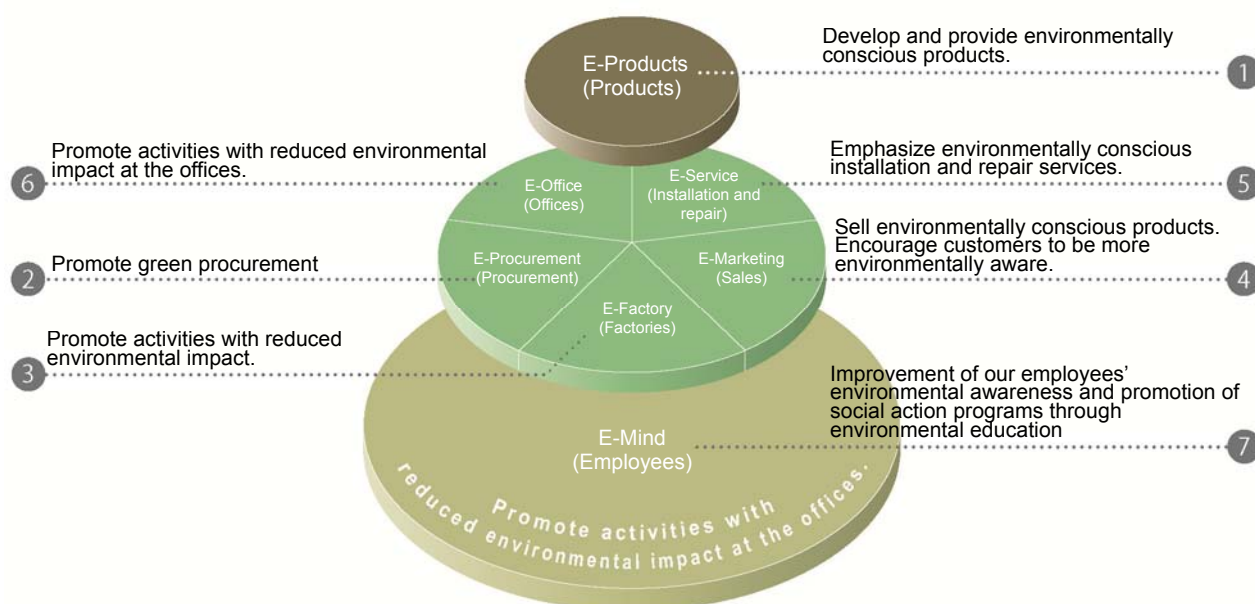 Develop and provide environmentally
conscious products.
1
E-Products
(Products)
Promote activities with reduced environmental
impact at the offices.
6
Emphasize environmentally conscious
installation and repair services.
5
E-Office
(Offices)
E-Service
(Installation and
repair)
Promote green procurement
2
Sell environmentally conscious products.
Encourage customers to be more
environmentally aware.
4
E-Procurement
(Procurement)
E-Marketing
(Sales)
E-Factory
(Factories)
Promote activities with reduced
environmental impact.
3
Improvement of our employees’
environmental awareness and promotion of
social action programs through
environmental education
7
E-Mind
(Employees)
Promote activities with
reduced environmental impact at the offices.